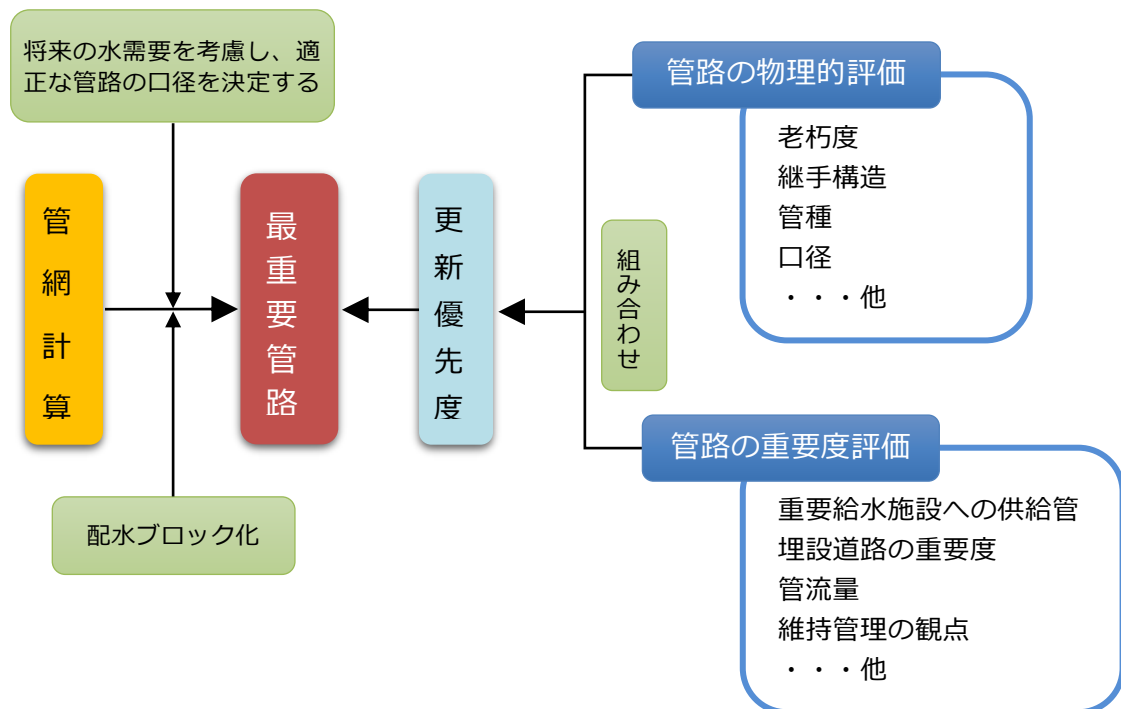 将来の水需要を考慮し、適
正な管路の口径を決定する
管網計算
最重要管路
更新優先度
配水ブロック化
組み合わせ
管路の物理的評価
老朽度
継手構造
管種
口径
・・・他
管路の重要度評価
重要給水施設への供給管
埋設道路の重要度
管流量
維持管理の観点
・・・他